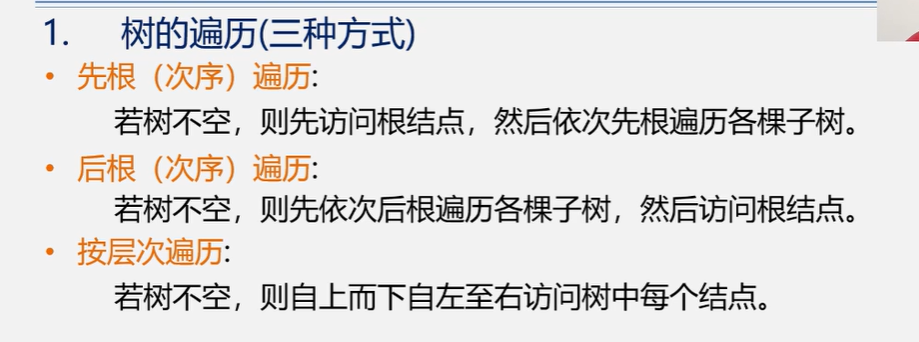 1. 树的遍历(三种方式)
• 先根（次序）遍历:
若树不空，则先访问根结点，然后依次先根遍历各棵子树。
• 后根（次序）遍历:
若树不空，则先依次后根遍历各棵子树，然后访问根结点。
• 按层次遍历:
若树不空，则自上而下自左至右访问树中每个结点。